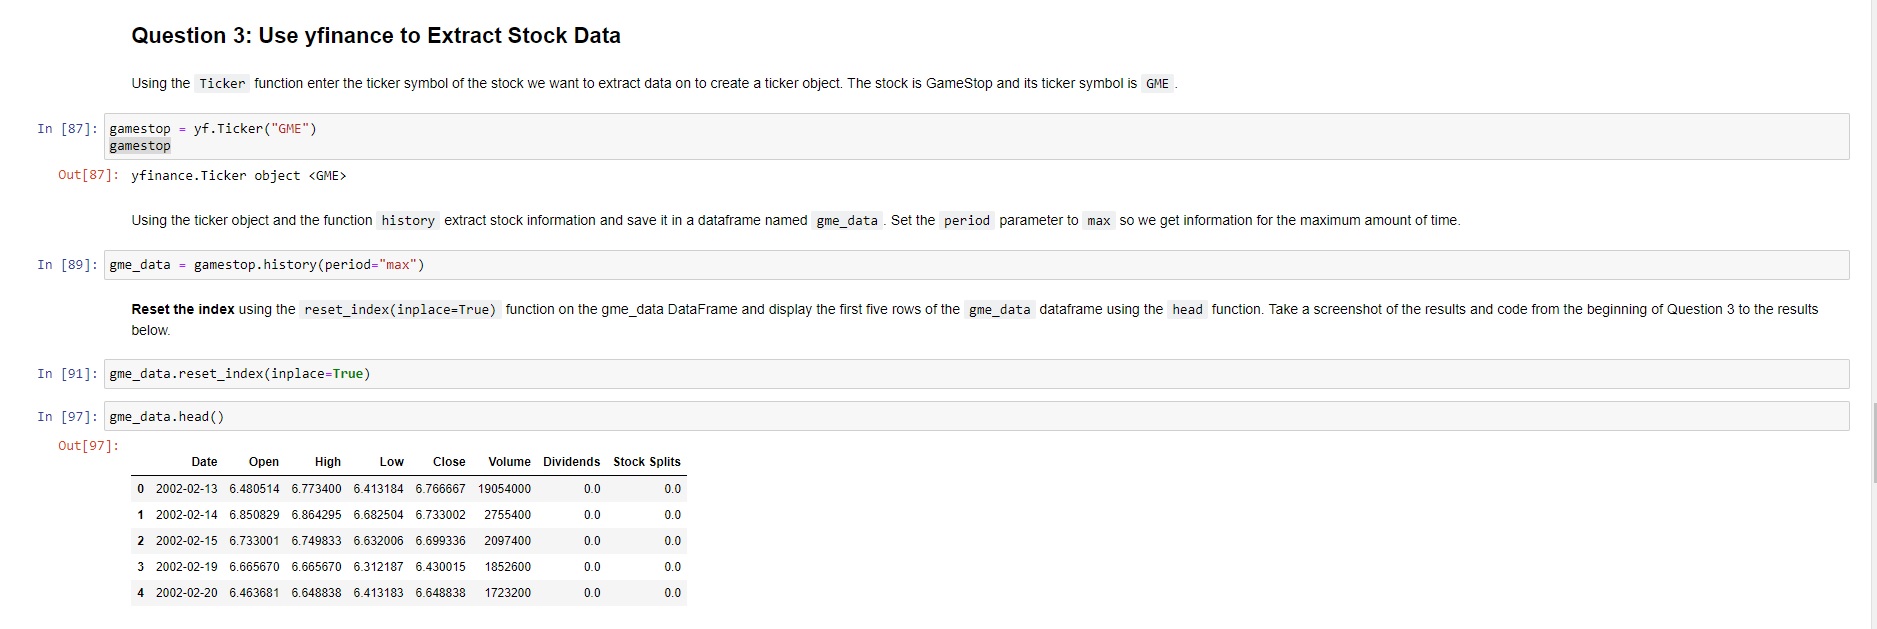 Question 3: Use yfinance to Extract Stock Data
Using the Ticker function enter the ticker symbol of the stock we want to extract data on to create a ticker object. The stock is GameStop and its ticker symbol is GME .
In [87]: gamestop = yf.Ticker("GME")
gamestop
Out[87]: yfinance.Ticker object <GME>
Using the ticker object and the function history extract stock information and save it in a dataframe named gme_data . Set the period parameter to max so we get information for the maximum amount of time.
In [89]: gme_data = gamestop.history(period="max")
Reset the index using the reset_index(inplace=True) function on the gme_data DataFrame and display the first five rows of the gme_data dataframe using the head function. Take a screenshot of the results and code from the beginning of Question 3 to the results
below.
In [91]: gme_data.reset_index(inplace=True)
In [97]: gme_data.head()
Out[97]:
Date Open High Low Close Volume Dividends Stock Splits
0 2002-02-13 6.480514 6.773400 6.413184 6.766667 19054000 0.0 0.0
1 2002-02-14 6.850829 6.864295 6.682504 6.733002 2755400 0.0 0.0
2 2002-02-15 6.733001 6.749833 6.632006 6.699336 2097400 0.0 0.0
3 2002-02-19 6.665670 6.665670 6.312187 6.430015 1852600 0.0 0.0
4 2002-02-20 6.463681 6.648838 6.413183 6.648838 1723200 0.0 0.0